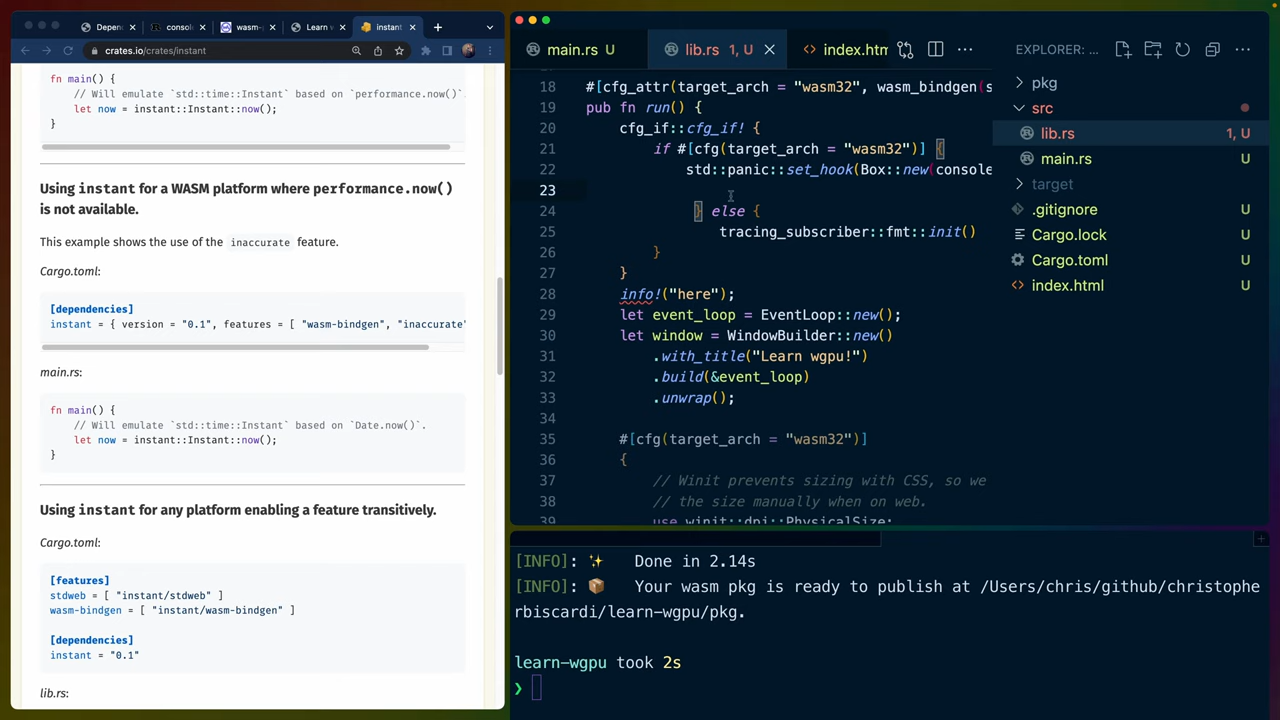 Depend
console
wasm-
Learn w
instant
crates.io/crates/instant
fn main() {
// Will emulate `std::time::Instant` based on `performance.now()`
let now = instant::Instant::now();
}
Using instant for a WASM platform where performance.now()
is not available.
This example shows the use of the inaccurate feature.
Cargo.toml:
[dependencies]
instant = { version = "0.1", features = [ "wasm-bindgen", "inaccurate"
main.rs:
fn main() {
// Will emulate `std::time::Instant` based on `Date.now()`.
let now = instant::Instant::now();
}
Using instant for any platform enabling a feature transitively.
Cargo.toml:
[features]
stdweb = [ "instant/stdweb" ]
wasm-bindgen = [ "instant/wasm-bindgen" ]
[dependencies]
instant = "0.1"
lib.rs:
main.rs U
lib.rs 1, U
index.htm
18 #[cfg_attr(target_arch = "wasm32", wasm_bindgen(s
19 pub fn run() {
20 cfg_if::cfg_if! {
21 if #[cfg(target_arch = "wasm32")] {
22 std::panic::set_hook(Box::new(console
23
24 } else {
25 tracing_subscriber::fmt::init()
26 }
27 }
28 info!("here");
29 let event_loop = EventLoop::new();
30 let window = WindowBuilder::new()
31 .with_title("Learn wgpu!")
32 .build(&event_loop)
33 .unwrap();
34
35 #[cfg(target_arch = "wasm32")]
36 {
37 // Winit prevents sizing with CSS, so we
38 // the size manually when on web.
39 use winit::dpi::PhysicalSize;
EXPLORER: ...
pkg
src
lib.rs 1, U
main.rs U
target
.gitignore U
Cargo.lock U
Cargo.toml U
index.html U
[INFO]: ✨ Done in 2.14s
[INFO]: 📦 Your wasm pkg is ready to publish at /Users/chris/github/christophe
rbiscardi/learn-wgpu/pkg.
learn-wgpu took 2s
❯